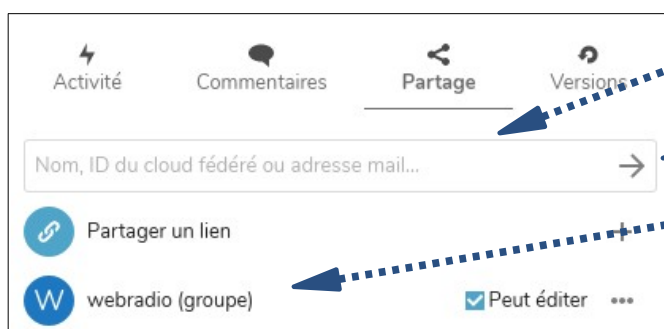 Activité Commentaires Partage Versions
Nom, ID du cloud fédéré ou adresse mail...
Partager un lien
W webradio (groupe) Peut éditer